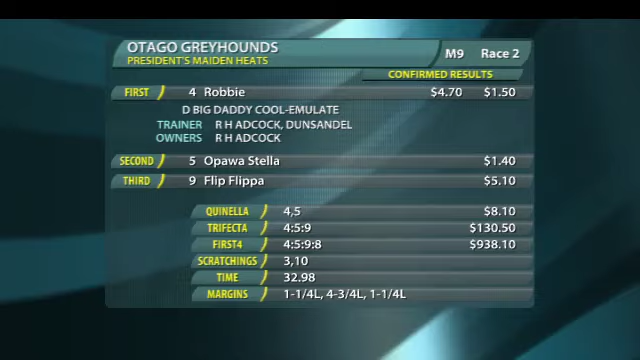 OTAGO GREYHOUNDS M9 Race 2
PRESIDENT'S MAIDEN HEATS
CONFIRMED RESULTS
FIRST 4 Robbie $4.70 $1.50
D BIG DADDY COOL-EMULATE
TRAINER R H ADCOCK, DUNSANDEL
OWNERS R H ADCOCK
SECOND 5 Opawa Stella $1.40
THIRD 9 Flip Flippa $5.10
QUINELLA 4,5 $8.10
TRIFECTA 4:5:9 $130.50
FIRST4 4:5:9:8 $938.10
SCRATCHINGS 3,10
TIME 32.98
MARGINS 1-1/4L, 4-3/4L, 1-1/4L